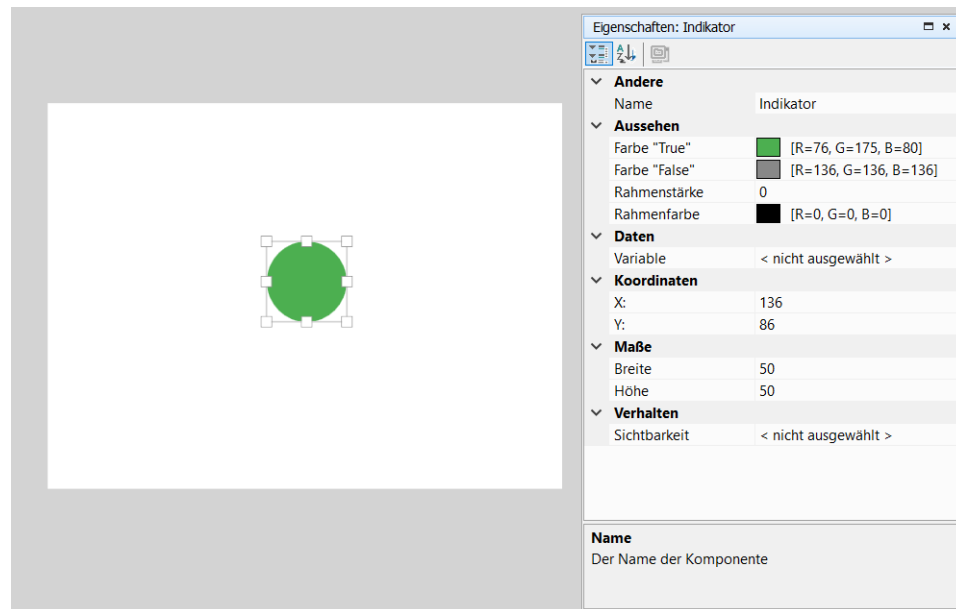 Eigenschaften: Indikator
Andere
Name Indikator
Aussehen
Farbe "True" [R=76, G=175, B=80]
Farbe "False" [R=136, G=136, B=136]
Rahmenstärke 0
Rahmenfarbe [R=0, G=0, B=0]
Daten
Variable < nicht ausgewählt >
Koordinaten
X: 136
Y: 86
Maße
Breite 50
Höhe 50
Verhalten
Sichtbarkeit < nicht ausgewählt >
Name
Der Name der Komponente